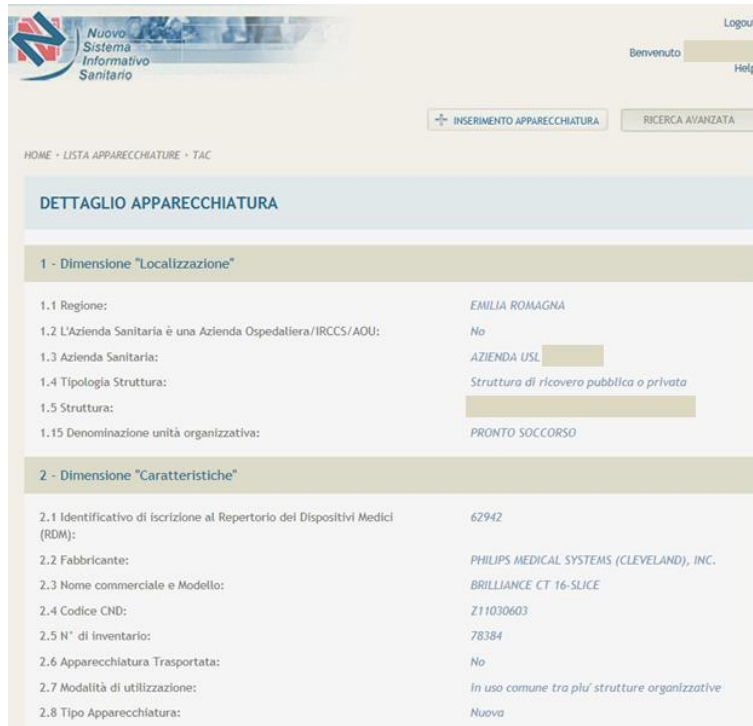 Nuovo
Sistema
Informativo
Sanitario
Logout
Benvenuto
Help
INSERIMENTO APPARECCHIATURA
RICERCA AVANZATA
HOME • LISTA APPARECCHIATURE • TAC
DETTAGLIO APPARECCHIATURA
1 - Dimensione "Localizzazione"
1.1 Regione: EMILIA ROMAGNA
1.2 L'Azienda Sanitaria è una Azienda Ospedaliera/IRCCS/AOU: No
1.3 Azienda Sanitaria: AZIENDA USL
1.4 Tipologia Struttura: Struttura di ricovero pubblica o privata
1.5 Struttura:
1.15 Denominazione unità organizzativa: PRONTO SOCCORSO
2 - Dimensione "Caratteristiche"
2.1 Identificativo di iscrizione al Repertorio dei Dispositivi Medici 62942
(RDM):
2.2 Fabbricante: PHILIPS MEDICAL SYSTEMS (CLEVELAND), INC.
2.3 Nome commerciale e Modello: BRILLIANCE CT 16-SLICE
2.4 Codice CND: Z11030603
2.5 N° di inventario: 78384
2.6 Apparecchiatura Trasportata: No
2.7 Modalità di utilizzazione: in uso comune tra piu' strutture organizzative
2.8 Tipo Apparecchiatura: Nuova